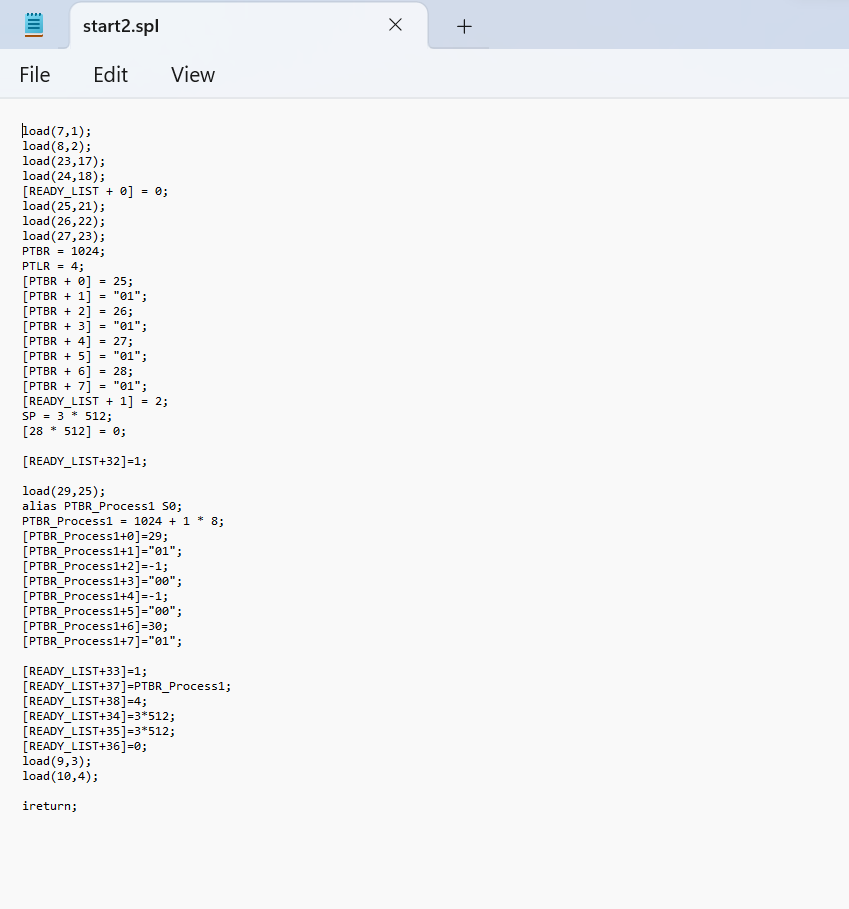 start2.spl
File Edit View
load(7,1);
load(8,2);
load(23,17);
load(24,18);
[READY_LIST + 0] = 0;
load(25,21);
load(26,22);
load(27,23);
PTBR = 1024;
PTLR = 4;
[PTBR + 0] = 25;
[PTBR + 1] = "01";
[PTBR + 2] = 26;
[PTBR + 3] = "01";
[PTBR + 4] = 27;
[PTBR + 5] = "01";
[PTBR + 6] = 28;
[PTBR + 7] = "01";
[READY_LIST + 1] = 2;
SP = 3 * 512;
[28 * 512] = 0;
[READY_LIST+32]=1;
load(29,25);
alias PTBR_Process1 S0;
PTBR_Process1 = 1024 + 1 * 8;
[PTBR_Process1+0]=29;
[PTBR_Process1+1]="01";
[PTBR_Process1+2]=-1;
[PTBR_Process1+3]="00";
[PTBR_Process1+4]=-1;
[PTBR_Process1+5]="00";
[PTBR_Process1+6]=30;
[PTBR_Process1+7]="01";
[READY_LIST+33]=1;
[READY_LIST+37]=PTBR_Process1;
[READY_LIST+38]=4;
[READY_LIST+34]=3*512;
[READY_LIST+35]=3*512;
[READY_LIST+36]=0;
load(9,3);
load(10,4);
ireturn;